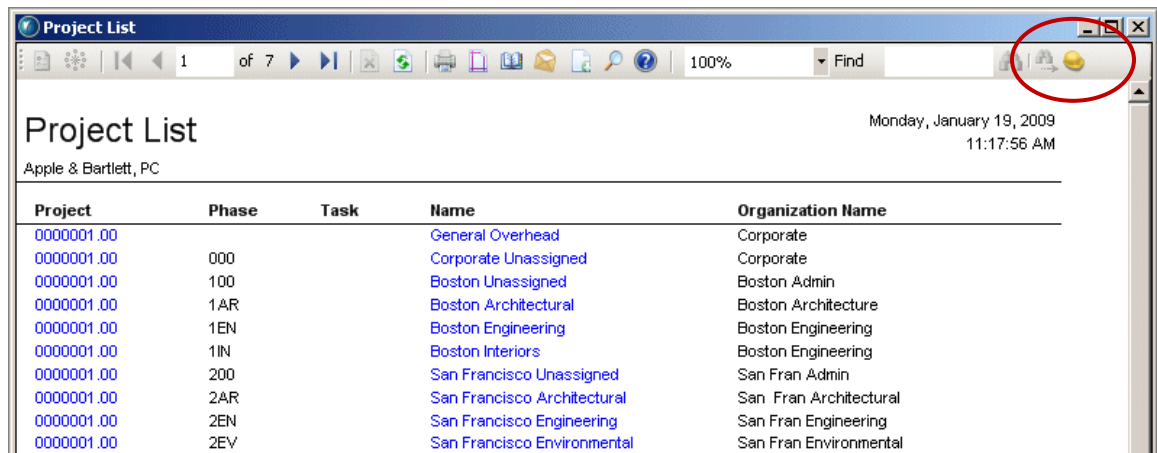 Project List
1 of 7 100% Find
Project List
Monday, January 19, 2009
11:17:56 AM
Apple & Bartlett, PC
Project Phase Task Name Organization Name
0000001.00 General Overhead Corporate
0000001.00 000 Corporate Unassigned Corporate
0000001.00 100 Boston Unassigned Boston Admin
0000001.00 1AR Boston Architectural Boston Architecture
0000001.00 1EN Boston Engineering Boston Engineering
0000001.00 1IN Boston Interiors Boston Engineering
0000001.00 200 San Francisco Unassigned San Fran Admin
0000001.00 2AR San Francisco Architectural San Fran Architectural
0000001.00 2EN San Francisco Engineering San Fran Engineering
0000001.00 2EV San Francisco Environmental San Fran Environmental